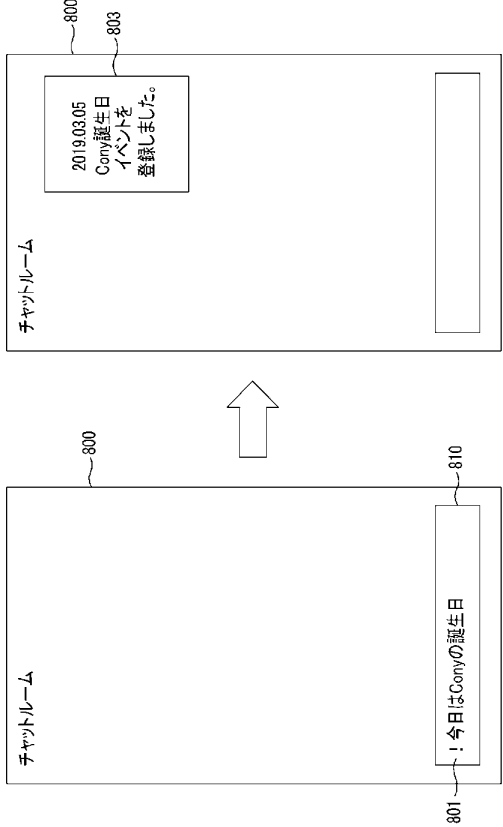 チャットルーム
800
！今日はConyの誕生日
801
810
チャットルーム
800
2019.03.05
Cony誕生日
イベントを
登録しました。
803